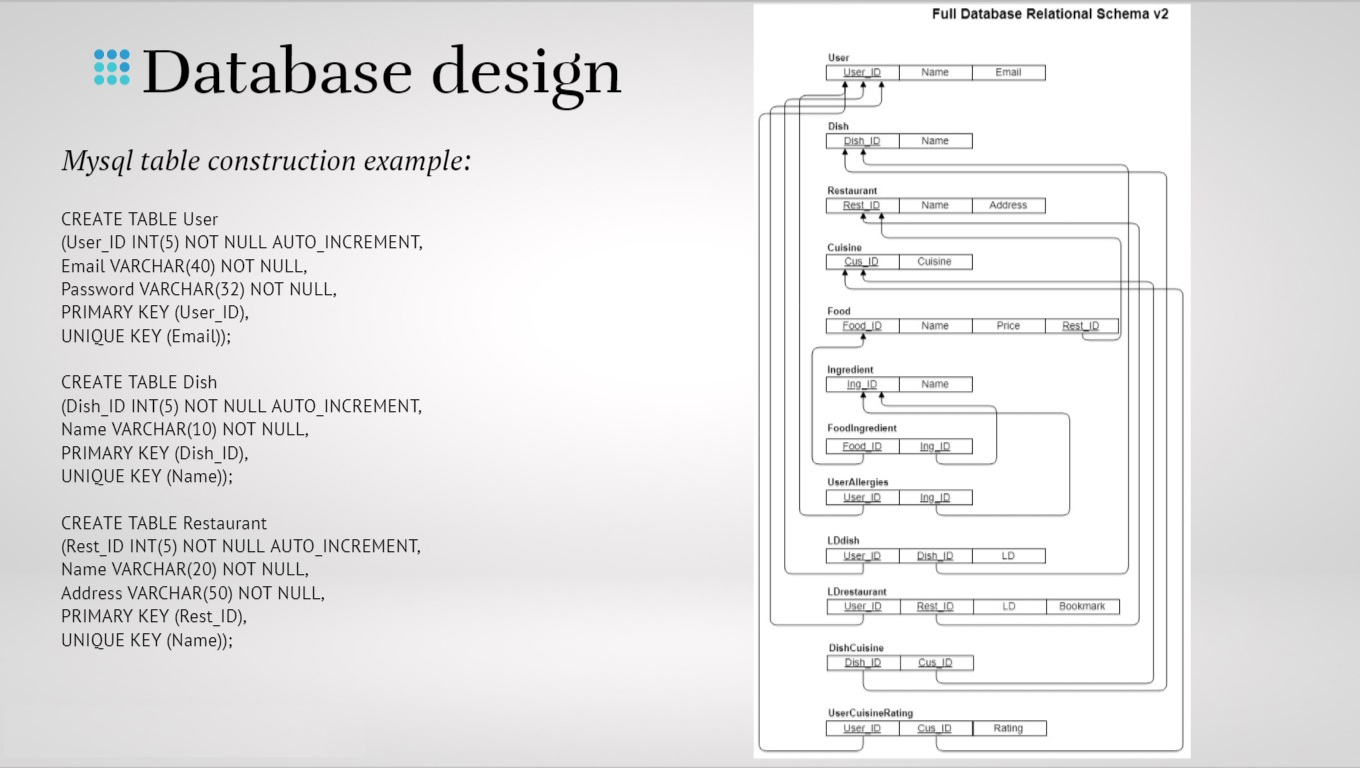 Database design
Mysql table construction example:
CREATE TABLE User
(User_ID INT(5) NOT NULL AUTO_INCREMENT,
Email VARCHAR(40) NOT NULL,
Password VARCHAR(32) NOT NULL,
PRIMARY KEY (User_ID),
UNIQUE KEY (Email));
CREATE TABLE Dish
(Dish_ID INT(5) NOT NULL AUTO_INCREMENT,
Name VARCHAR(10) NOT NULL,
PRIMARY KEY (Dish_ID),
UNIQUE KEY (Name));
CREATE TABLE Restaurant
(Rest_ID INT(5) NOT NULL AUTO_INCREMENT,
Name VARCHAR(20) NOT NULL,
Address VARCHAR(50) NOT NULL,
PRIMARY KEY (Rest_ID),
UNIQUE KEY (Name));
Full Database Relational Schema v2
User
User_ID Name Email
Dish
Dish_ID Name
Restaurant
Rest_ID Name Address
Cuisine
Cus_ID Cuisine
Food
Food_ID Name Price Rest_ID
Ingredient
Ing_ID Name
FoodIngredient
Food_ID Ing_ID
UserAllergies
User_ID Ing_ID
LDdish
User_ID Dish_ID LD
LDrestaurant
User_ID Rest_ID LD Bookmark
DishCuisine
Dish_ID Cus_ID
UserCuisineRating
User_ID Cus_ID Rating